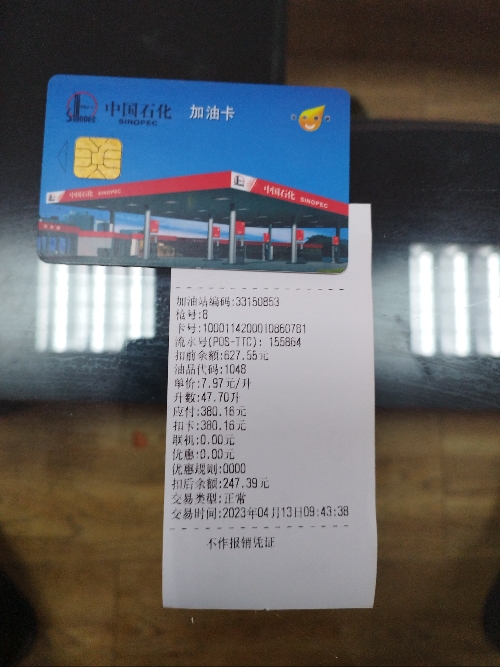 中国石化 加油卡
SINOPEC
中国石化 SINOPEC
中国石化
SINOPEC
加油站编码:33150853
枪号:8
卡号:1000114200010860761
流水号(POS-TTC): 155864
扣前余额:627.55元
油品代码:1048
单价:7.97元/升
升数:47.70升
应付:380.16元
扣卡:380.16元
联机:0.00元
优惠:0.00元
优惠规则:0000
扣后余额:247.39元
交易类型:正常
交易时间:2023年04月13日09:43:38
不作报销凭证